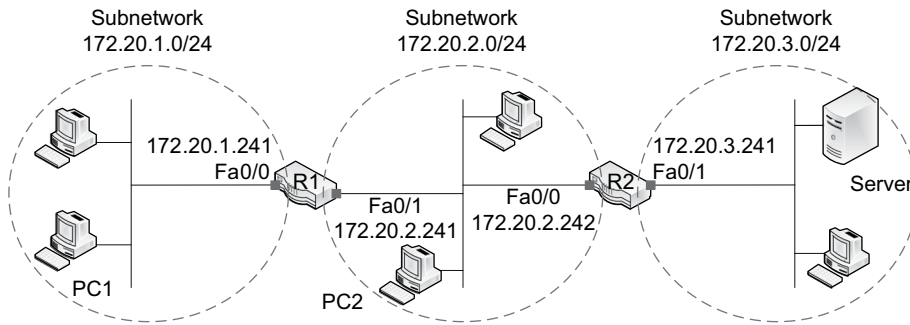 Subnetwork
172.20.1.0/24
Subnetwork
172.20.2.0/24
Subnetwork
172.20.3.0/24
172.20.1.241
Fa0/0
R1
Fa0/1
172.20.2.241
Fa0/0
172.20.2.242
R2
172.20.3.241
Fa0/1
Server
PC1
PC2